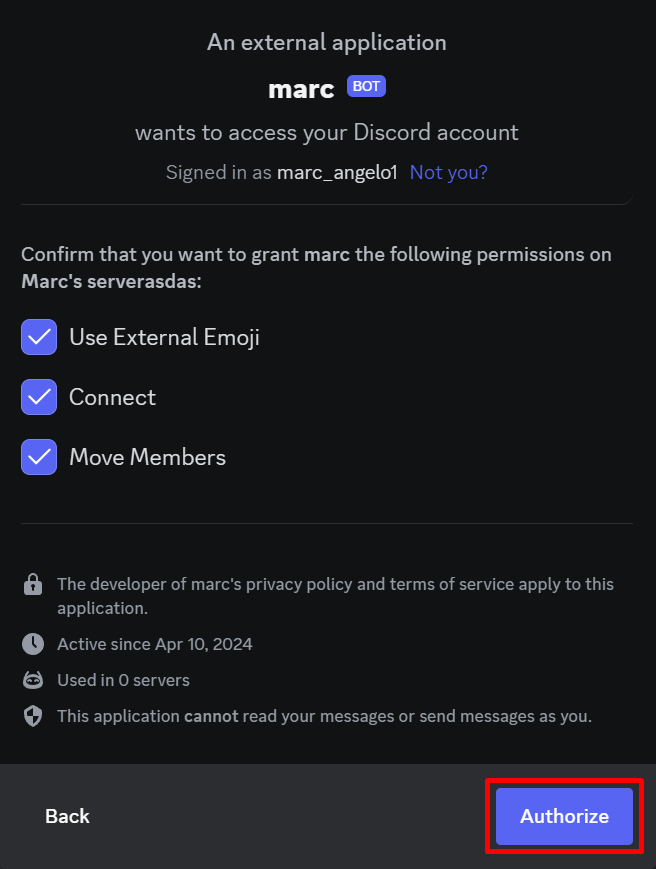 An external application
marc BOT
wants to access your Discord account
Signed in as marc_angelo1 Not you?
Confirm that you want to grant marc the following permissions on
Marc's serverasdas:
Use External Emoji
Connect
Move Members
The developer of marc's privacy policy and terms of service apply to this
application.
Active since Apr 10, 2024
Used in 0 servers
This application cannot read your messages or send messages as you.
Back
Authorize